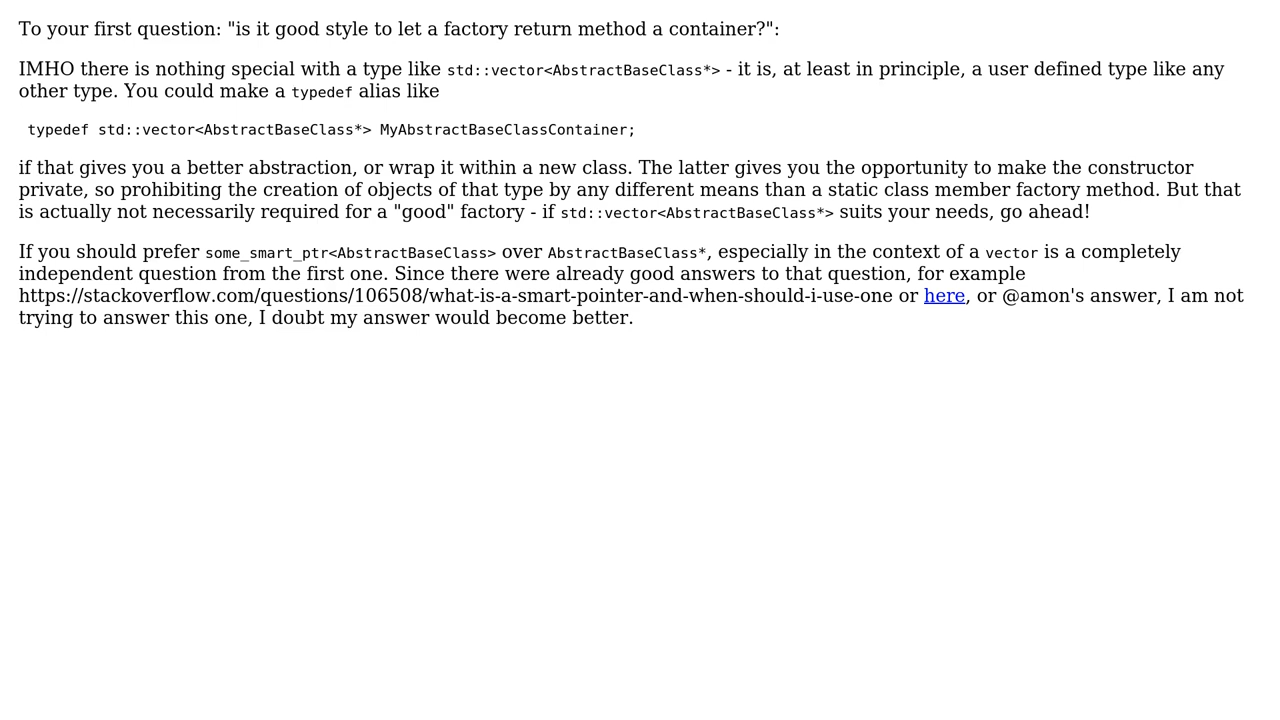 To your first question: "is it good style to let a factory return method a container?":
IMHO there is nothing special with a type like std::vector<AbstractBaseClass*> - it is, at least in principle, a user defined type like any
other type. You could make a typedef alias like
typedef std::vector<AbstractBaseClass*> MyAbstractBaseClassContainer;
if that gives you a better abstraction, or wrap it within a new class. The latter gives you the opportunity to make the constructor
private, so prohibiting the creation of objects of that type by any different means than a static class member factory method. But that
is actually not necessarily required for a "good" factory - if std::vector<AbstractBaseClass*> suits your needs, go ahead!
If you should prefer some_smart_ptr<AbstractBaseClass> over AbstractBaseClass*, especially in the context of a vector is a completely
independent question from the first one. Since there were already good answers to that question, for example
https://stackoverflow.com/questions/106508/what-is-a-smart-pointer-and-when-should-i-use-one or here, or @amon's answer, I am not
trying to answer this one, I doubt my answer would become better.